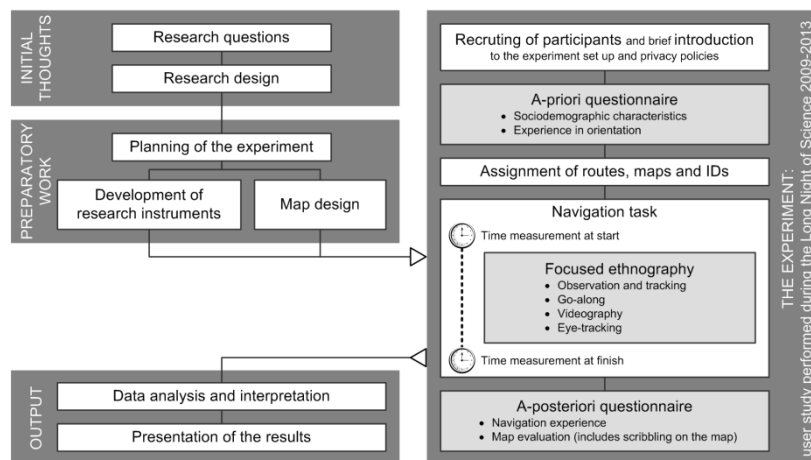 INITIAL
THOUGHTS
Research questions
Research design
PREPARATORY
WORK
Planning of the experiment
Development of
research instruments
Map design
OUTPUT
Data analysis and interpretation
Presentation of the results
THE EXPERIMENT:
user study performed during the Long Night of Science 2009-2013
Recruting of participants and brief introduction
to the experiment set up and privacy policies
A-priori questionnaire
• Sociodemographic characteristics
• Experience in orientation
Assignment of routes, maps and IDs
Navigation task
Time measurement at start
Focused ethnography
• Observation and tracking
• Go-along
• Videography
• Eye-tracking
Time measurement at finish
A-posteriori questionnaire
• Navigation experience
• Map evaluation (includes scribbling on the map)